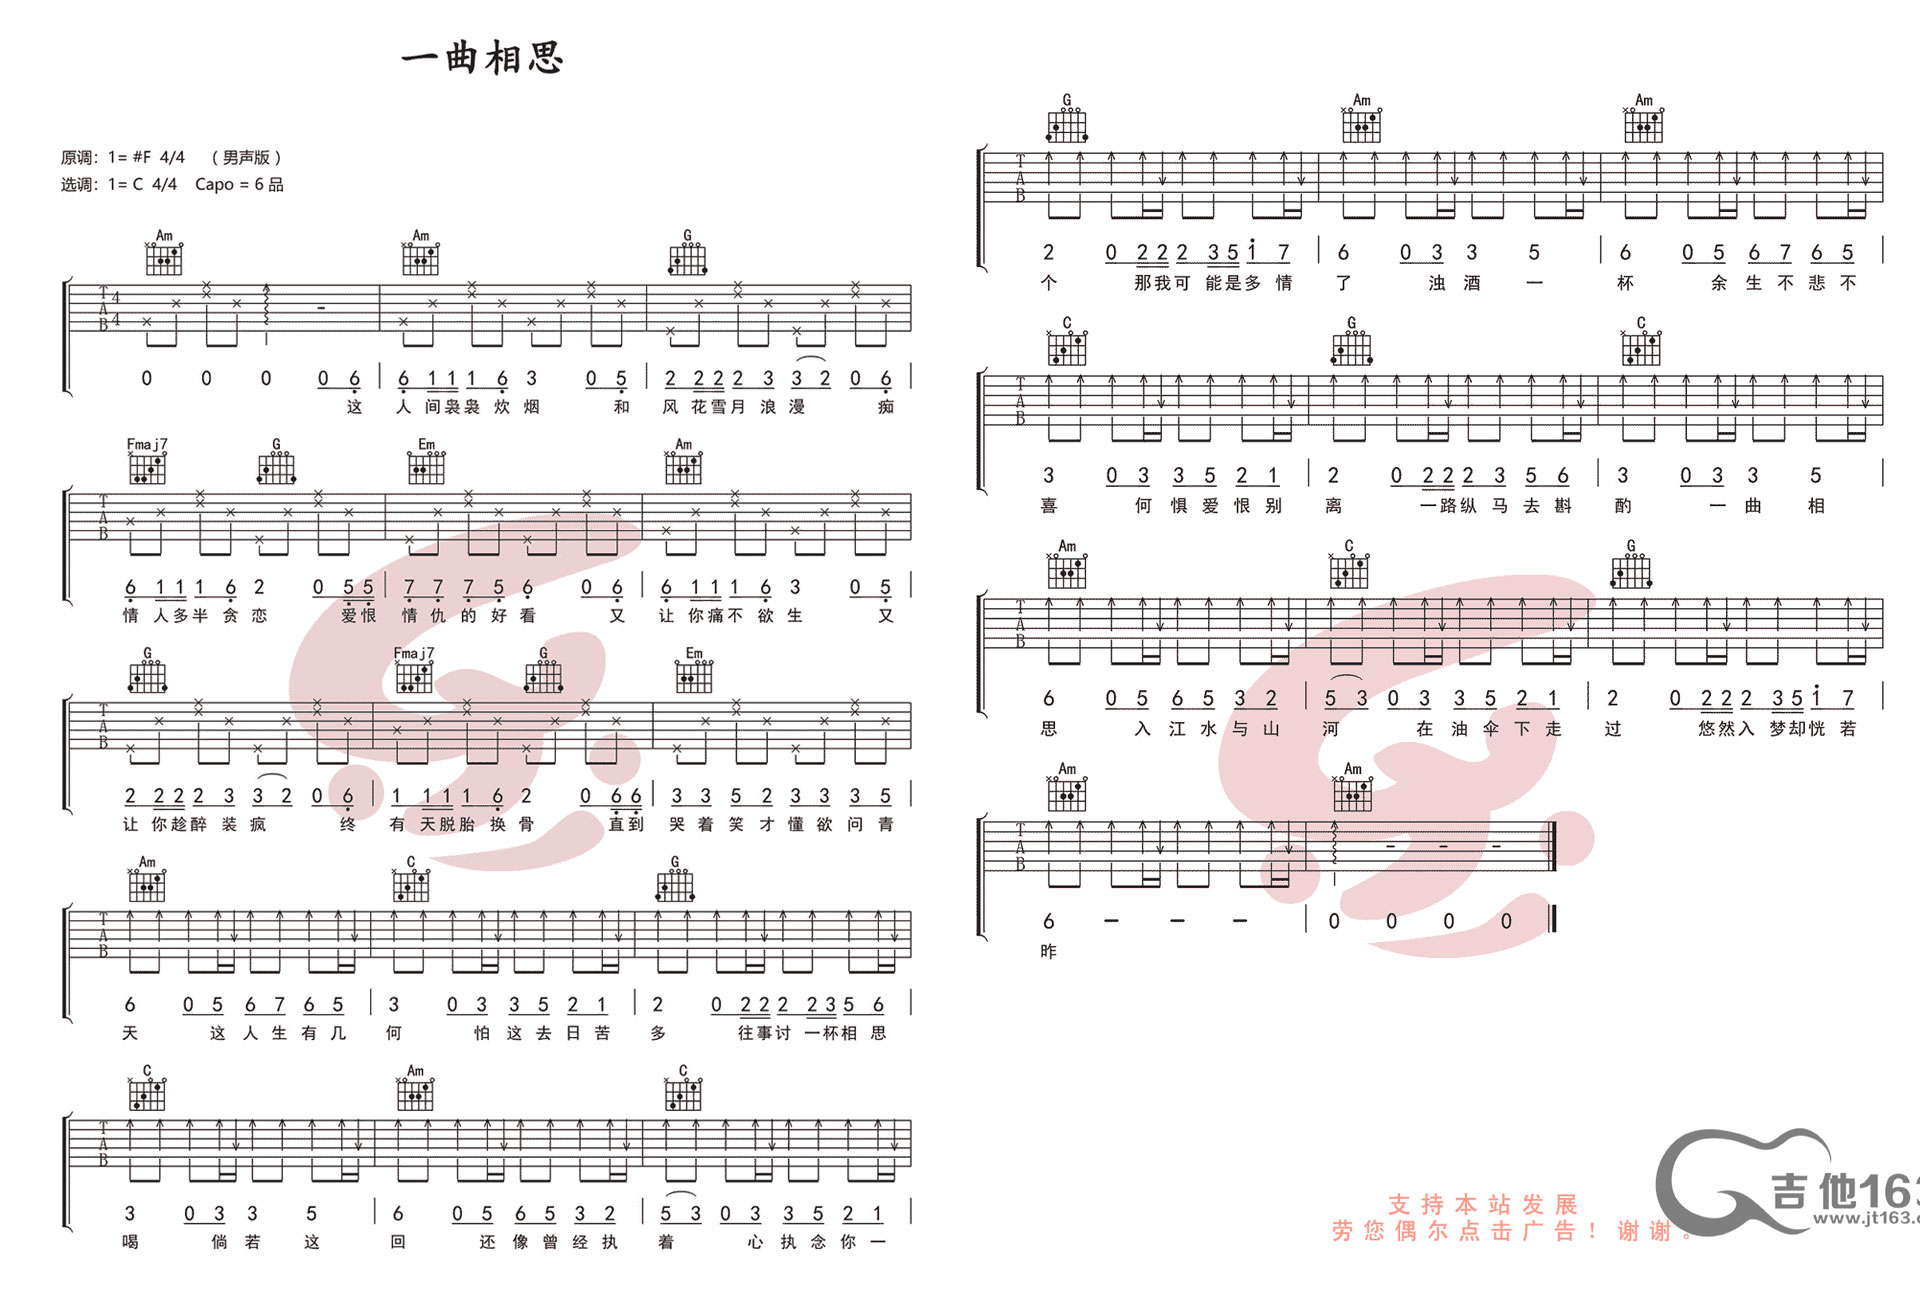 一曲相思
原调：1= #F 4/4 （男声版）
选调：1= C 4/4 Capo = 6 品
Am Am G
T A B 4 4
0 0 0 0 6 | 6 1 1 1 6 3 0 5 | 2 2 2 2 3 3 2 0 6 |
这 人 间 袅 袅 炊 烟 和 风 花 雪 月 浪 漫 痴
Fmaj7 G Em Am
T A B
6 1 1 1 6 2 0 5 5 | 7 7 7 5 6 0 6 | 6 1 1 1 6 3 0 5 |
情 人 多 半 贪 恋 爱 恨 情 仇 的 好 看 又 让 你 痛 不 欲 生 又
G Fmaj7 G Em
T A B
2 2 2 2 3 3 2 0 6 | 1 1 1 1 6 2 0 6 6 | 3 3 5 2 3 3 3 5 |
让 你 趁 醉 装 疯 终 有 天 脱 胎 换 骨 直 到 哭 着 笑 才 懂 欲 问 青
Am C G
T A B
6 0 5 6 7 6 5 | 3 0 3 3 5 2 1 | 2 0 2 2 2 2 3 5 6 |
天 这 人 生 有 几 何 怕 这 去 日 苦 多 往 事 讨 一 杯 相 思
C Am C
T A B
3 0 3 3 5 | 6 0 5 6 5 3 2 | 5 3 0 3 3 5 2 1 |
喝 倘 若 这 回 还 像 曾 经 执 着 心 执 念 你 一
G Am Am
T A B
2 0 2 2 2 3 5 1 7 | 6 0 3 3 5 | 6 0 5 6 7 6 5 |
个 那 我 可 能 是 多 情 了 浊 酒 一 杯 余 生 不 悲 不
C G C
T A B
3 0 3 3 5 2 1 | 2 0 2 2 2 3 5 6 | 3 0 3 3 5 |
喜 何 惧 爱 恨 别 离 一 路 纵 马 去 斟 酌 一 曲 相
Am C G
T A B
6 0 5 6 5 3 2 | 5 3 0 3 3 5 2 1 | 2 0 2 2 2 3 5 1 7 |
思 入 江 水 与 山 河 在 油 伞 下 走 过 悠 然 入 梦 却 恍 若
Am Am
T A B
6 – – – | 0 0 0 0
昨
支持本站发展
劳您偶尔点击广告！谢谢。
吉他163
www.jt163.c